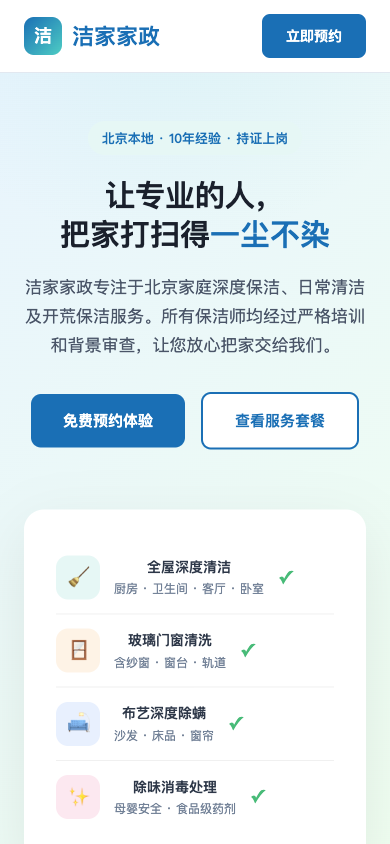 洁 洁家家政 立即预约
北京本地 · 10年经验 · 持证上岗
让专业的人，
把家打扫得一尘不染
洁家家政专注于北京家庭深度保洁、日常清洁
及开荒保洁服务。所有保洁师均经过严格培训
和背景审查，让您放心把家交给我们。
免费预约体验 查看服务套餐
全屋深度清洁
厨房 · 卫生间 · 客厅 · 卧室
玻璃门窗清洗
含纱窗 · 窗台 · 轨道
布艺深度除螨
沙发 · 床品 · 窗帘
除味消毒处理
母婴安全 · 食品级药剂